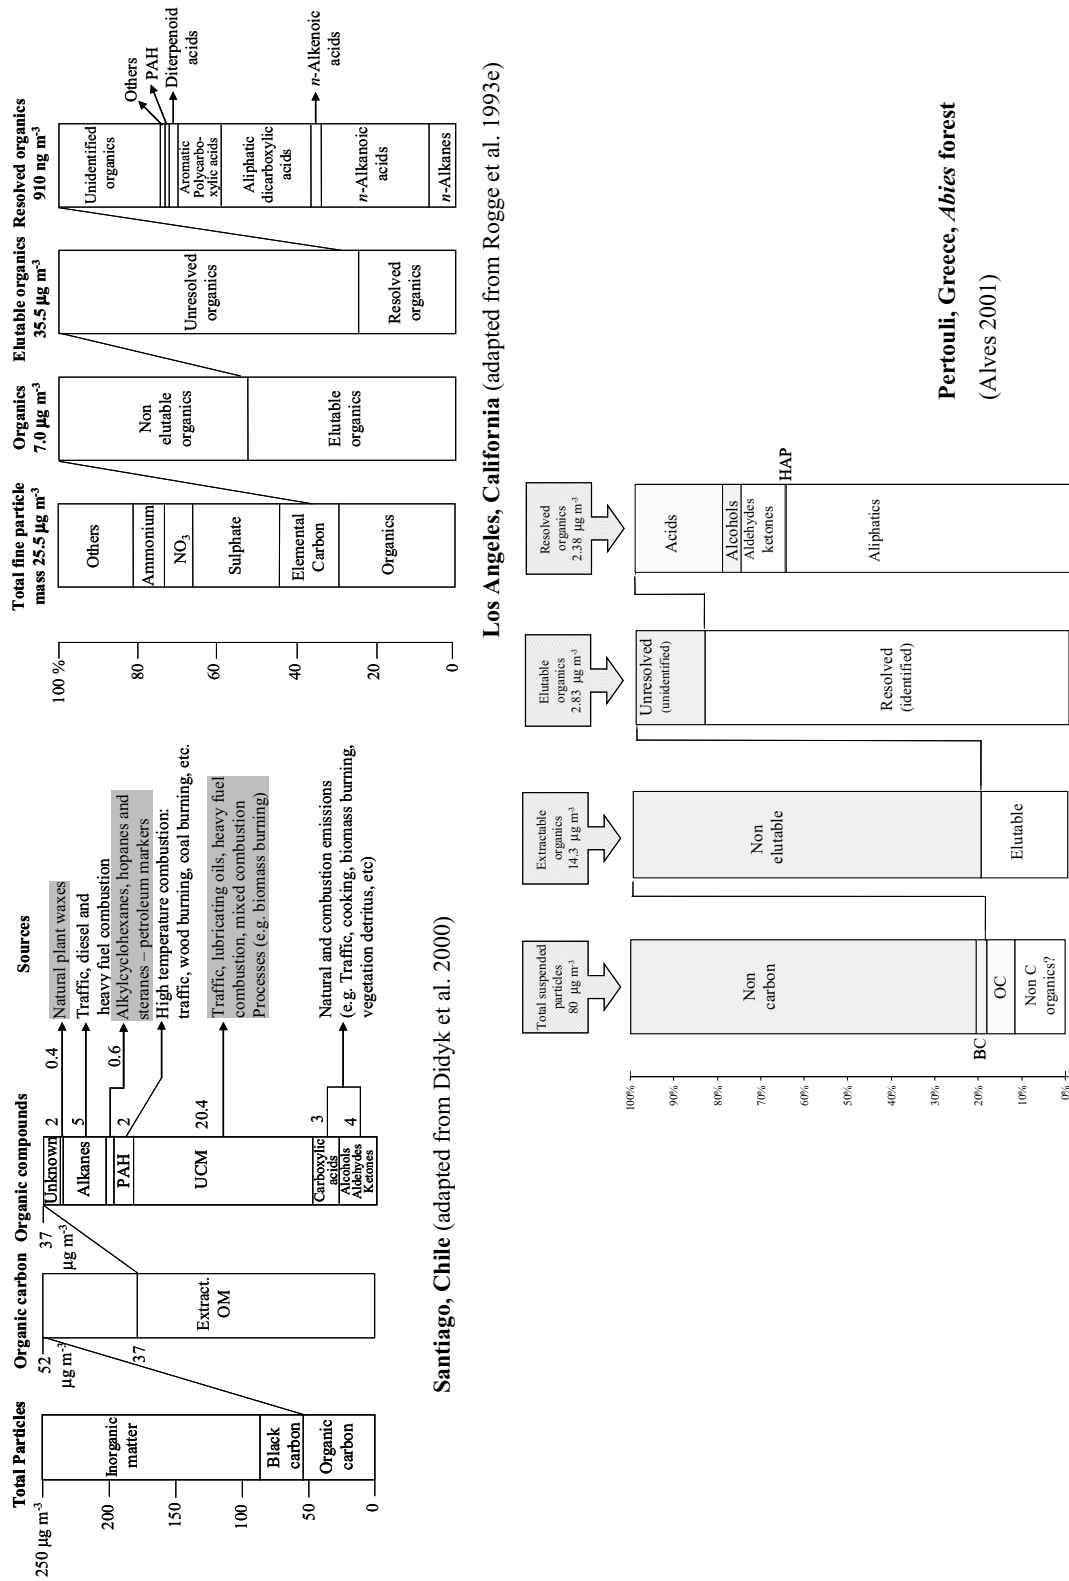 Total Particles
Organic carbon
Organic compounds
Sources
250 µg m-3
200
150
100
50
0
Inorganic
matter
Black
carbon
Organic
carbon
52
µg m-3
37
Extract.
OM
37
µg m-3
Unknown
Alkanes
PAH
UCM
Carboxylic
acids
Alcohols
Aldehydes
Ketones
2
0.4
5
0.6
2
20.4
3
4
Natural plant waxes
Traffic, diesel and
heavy fuel combustion
Alkylcyclohexanes, hopanes and
steranes – petroleum markers
High temperature combustion:
traffic, wood burning, coal burning, etc.
Traffic, lubricating oils, heavy fuel
combustion, mixed combustion
Processes (e.g. biomass burning)
Natural and combustion emissions
(e.g. Traffic, cooking, biomass burning,
vegetation detritus, etc)
Santiago, Chile (adapted from Didyk et al. 2000)
Total fine particle
mass 25.5 µg m-3
Organics
7.0 µg m-3
Elutable organics
35.5 µg m-3
Resolved organics
910 ng m-3
100 %
80
60
40
20
0
Others
Ammonium
NO3
Sulphate
Elemental
Carbon
Organics
Non
elutable
organics
Elutable
organics
Unresolved
organics
Resolved
organics
Unidentified
organics
Aromatic
Polycarbo-
xylic acids
Aliphatic
dicarboxylic
acids
n-Alkanoic
acids
n-Alkanes
Others
PAH
Diterpenoid
acids
n-Alkenoic
acids
Los Angeles, California (adapted from Rogge et al. 1993e)
Total suspended
particles
80 µg m-3
Extractable
organics
14.3 µg m-3
Elutable
organics
2.83 µg m-3
Resolved
organics
2.38 µg m-3
100%
90%
80%
70%
60%
50%
40%
30%
20%
10%
0%
Non
carbon
BC
OC
Non C
organics?
Non
elutable
Elutable
Unresolved
(unidentified)
Resolved
(identified)
Acids
Alcohols
Aldehydes
ketones
HAP
Aliphatics
Pertouli, Greece, Abies forest
(Alves 2001)